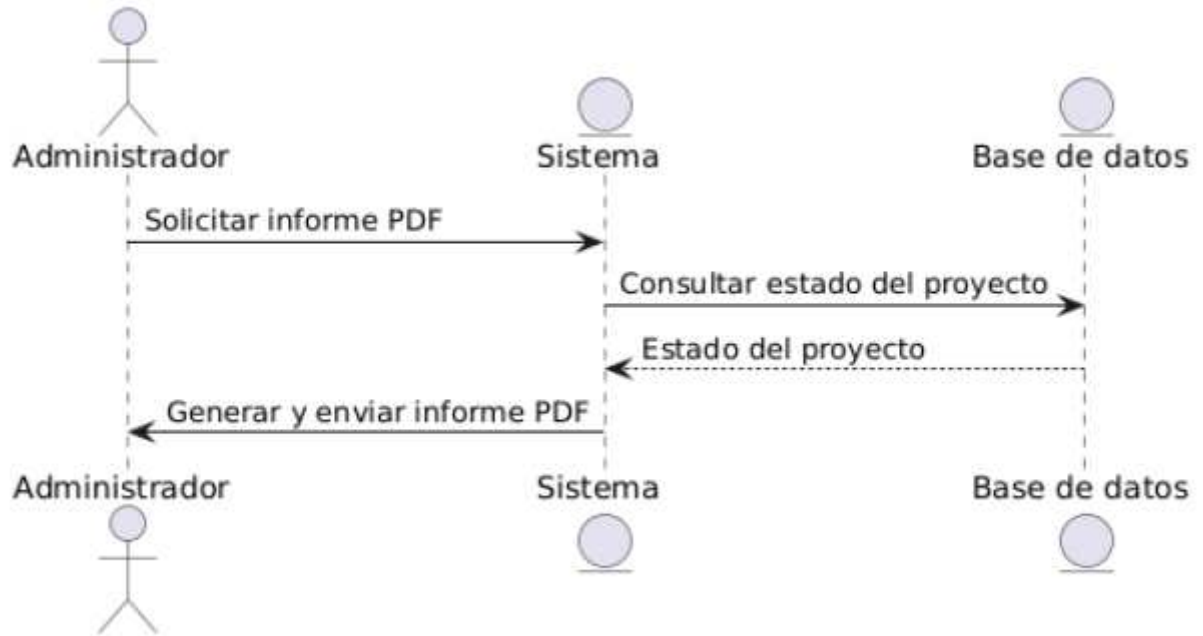 Administrador
Sistema
Base de datos
Solicitar informe PDF
Consultar estado del proyecto
Estado del proyecto
Generar y enviar informe PDF
Administrador
Sistema
Base de datos